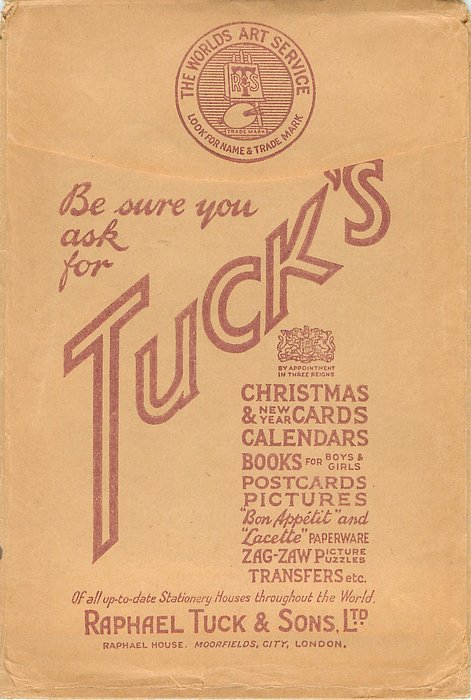 THE WORLDS ART SERVICE
RTS
TRADE MARK
LOOK FOR NAME & TRADE MARK
Be sure you
ask
for
TUCK'S
BY APPOINTMENT
IN THREE REIGNS
CHRISTMAS
& NEW YEAR CARDS
CALENDARS
BOOKS FOR BOYS & GIRLS
POSTCARDS
PICTURES
"Bon Appétit" and
"Lacette" PAPERWARE
ZAG-ZAW PICTURE PUZZLES
TRANSFERS etc.
Of all up-to-date Stationery Houses throughout the World.
RAPHAEL TUCK & SONS, LTD
RAPHAEL HOUSE. MOORFIELDS, CITY, LONDON.